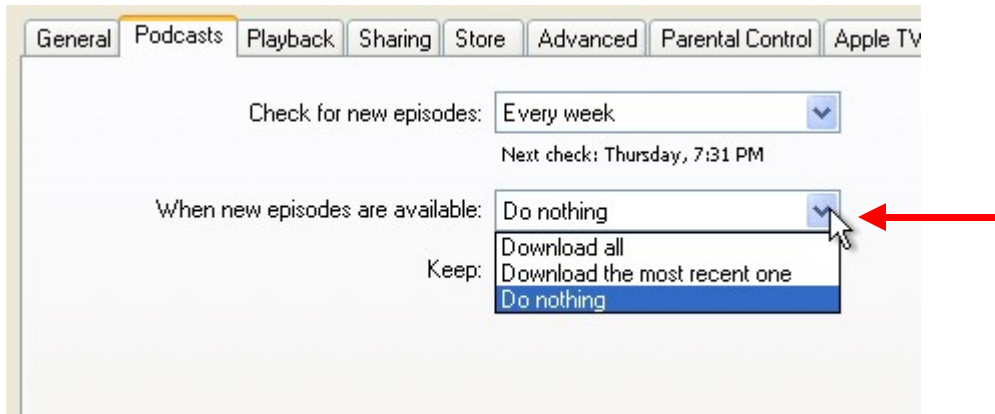 General Podcasts Playback Sharing Store Advanced Parental Control Apple TV
Check for new episodes: Every week
Next check: Thursday, 7:31 PM
When new episodes are available: Do nothing
Download all
Keep: Download the most recent one
Do nothing